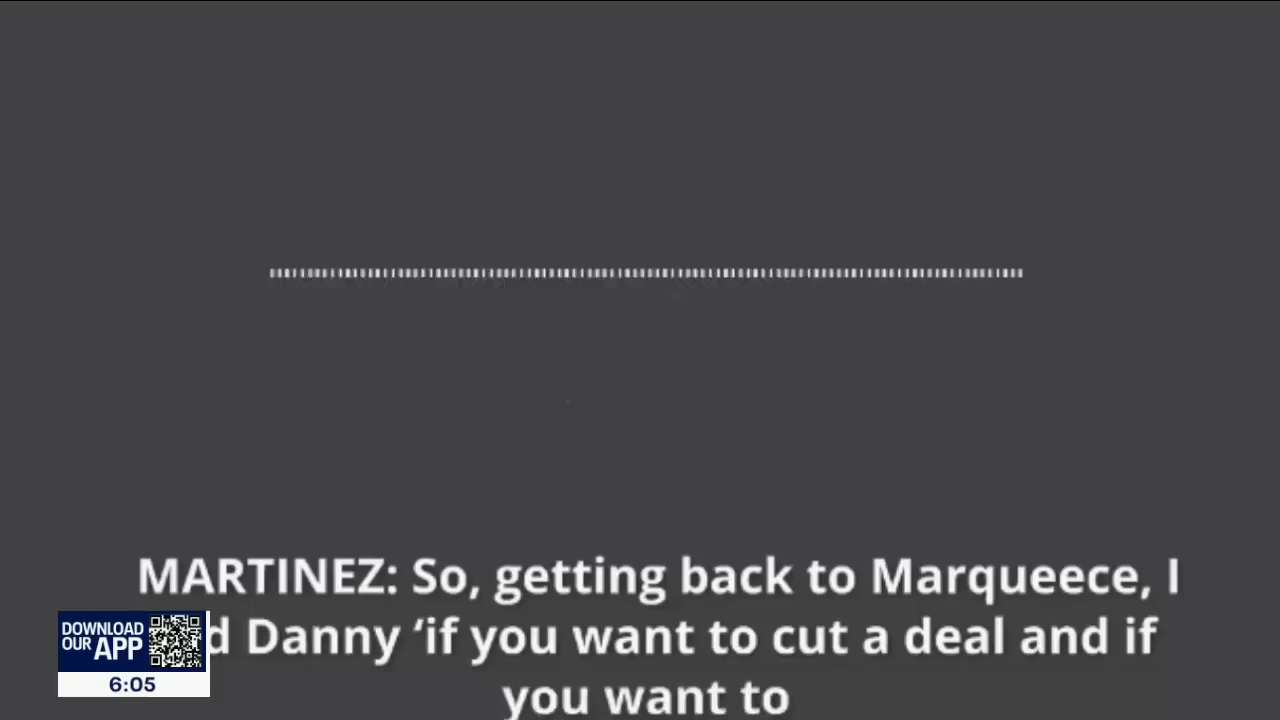 MARTINEZ: So, getting back to Marqueece, I
Danny ‘if you want to cut a deal and if
you want to
DOWNLOAD
OUR APP
6:05